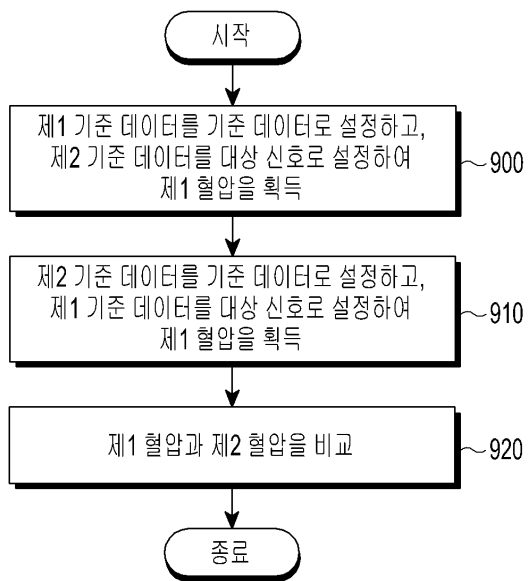 시작
제1 기준 데이터를 기준 데이터로 설정하고,
제2 기준 데이터를 대상 신호로 설정하여
제1 혈압을 획득
900
제2 기준 데이터를 기준 데이터로 설정하고,
제1 기준 데이터를 대상 신호로 설정하여
제1 혈압을 획득
910
제1 혈압과 제2 혈압을 비교
920
종료